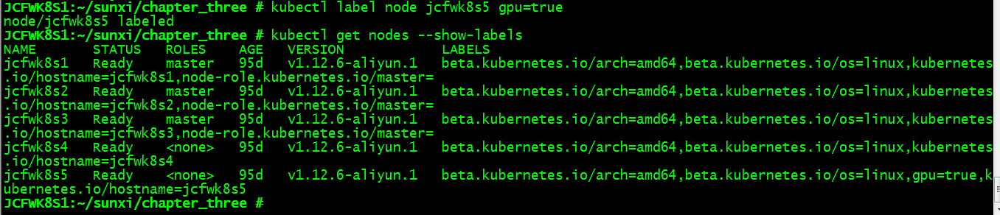 JCFWK8S1:~/sunxi/chapter_three # kubectl label node jcfwk8s5 gpu=true
node/jcfwk8s5 labeled
JCFWK8S1:~/sunxi/chapter_three # kubectl get nodes --show-labels
NAME       STATUS   ROLES    AGE   VERSION            LABELS
jcfwk8s1   Ready    master   95d   v1.12.6-aliyun.1   beta.kubernetes.io/arch=amd64,beta.kubernetes.io/os=linux,kubernetes
.io/hostname=jcfwk8s1,node-role.kubernetes.io/master=
jcfwk8s2   Ready    master   95d   v1.12.6-aliyun.1   beta.kubernetes.io/arch=amd64,beta.kubernetes.io/os=linux,kubernetes
.io/hostname=jcfwk8s2,node-role.kubernetes.io/master=
jcfwk8s3   Ready    master   95d   v1.12.6-aliyun.1   beta.kubernetes.io/arch=amd64,beta.kubernetes.io/os=linux,kubernetes
.io/hostname=jcfwk8s3,node-role.kubernetes.io/master=
jcfwk8s4   Ready    <none>   95d   v1.12.6-aliyun.1   beta.kubernetes.io/arch=amd64,beta.kubernetes.io/os=linux,kubernetes
.io/hostname=jcfwk8s4
jcfwk8s5   Ready    <none>   95d   v1.12.6-aliyun.1   beta.kubernetes.io/arch=amd64,beta.kubernetes.io/os=linux,gpu=true,k
ubernetes.io/hostname=jcfwk8s5
JCFWK8S1:~/sunxi/chapter_three #